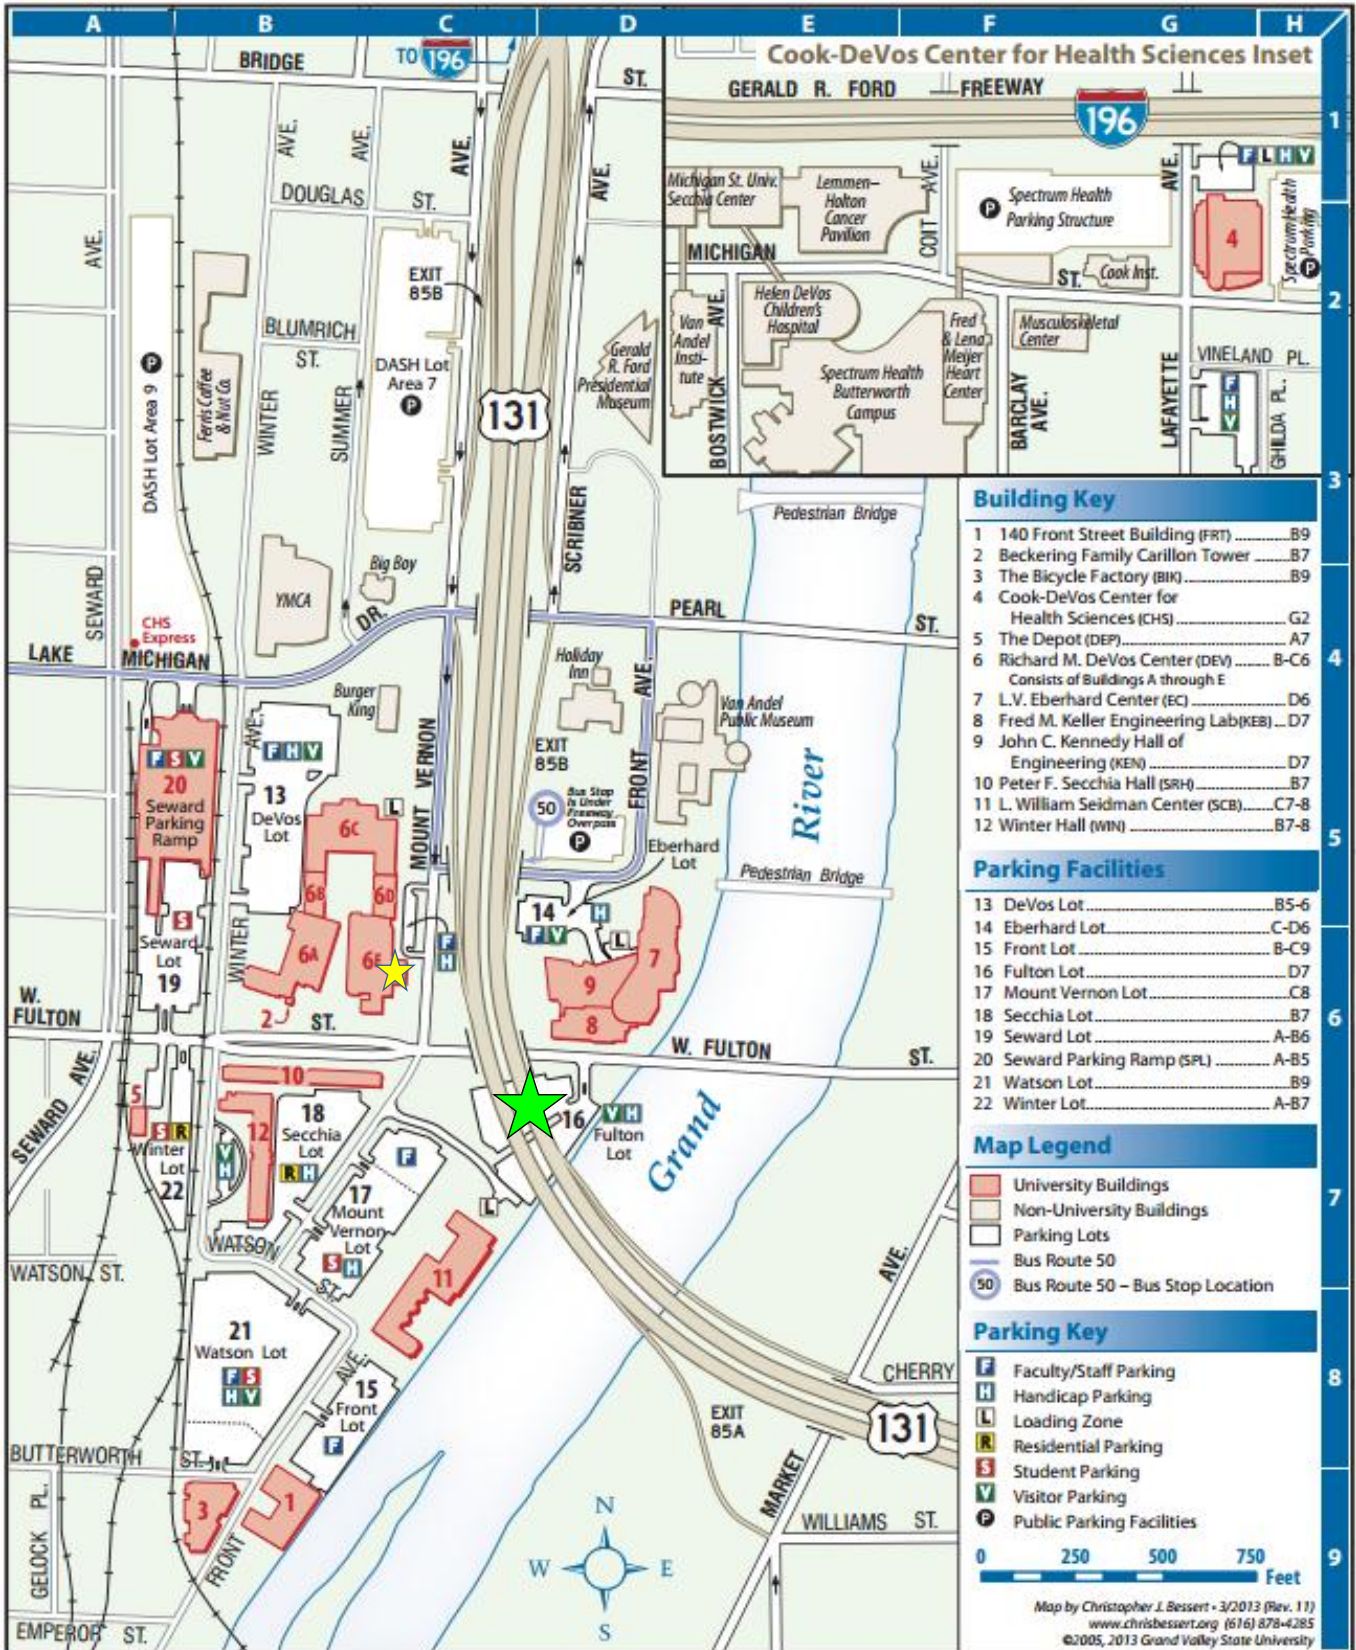 A B C D E F G H
1
2
3
4
5
6
7
8
9
Cook-DeVos Center for Health Sciences Inset
TO 196
BRIDGE
ST.
GERALD R. FORD FREEWAY
196
AVE.
AVE.
AVE.
AVE.
AVE.
DOUGLAS ST.
EXIT
85B
BLUMRICH
ST.
DASH Lot
Area 7
P
P
DASH Lot Area 9
Ferris Coffee
& Nut Co.
WINTER
SUMMER
131
Gerald
R. Ford
Presidential
Museum
SCRIBNER
Michigan St. Univ.
Secchia Center
Lemmen–
Holton
Cancer
Pavilion
COIT AVE.
P
Spectrum Health
Parking Structure
AVE.
F L H V
4
Spectrum Health
Parking
P
MICHIGAN
ST.
Cook Inst.
Van
Andel
Insti-
tute
BOSTWICK AVE.
Helen DeVos
Children's
Hospital
Spectrum Health
Butterworth
Campus
Fred
& Lena
Meijer
Heart
Center
Musculoskeletal
Center
BARCLAY
AVE.
LAFAYETTE
VINELAND PL.
F
H
V
GHILDA PL.
Pedestrian Bridge
SEWARD
YMCA
Big Boy
DR.
PEARL
ST.
CHS
Express
LAKE
MICHIGAN
Holiday
Inn
AVE.
Burger
King
Van Andel
Public Museum
AVE.
F S V
20
Seward
Parking
Ramp
F H V
13
DeVos
Lot
6C
L
MOUNT VERNON
EXIT
85B
50
Bus Stop
Is Under
Freeway
Overpass
P
FRONT
River
Eberhard
Lot
Pedestrian Bridge
6B
6D
S
Seward
Lot
19
WINTER
6A
6E
F
H
14
H
F V
L
7
9
8
2
W.
FULTON
ST.
W. FULTON
ST.
SEWARD AVE.
5
10
S R
Winter
Lot
22
12
V
H
18
Secchia
Lot
R H
F
16
V H
Fulton
Lot
Grand
17
Mount
Vernon
Lot
S H
L
WATSON
ST.
WATSON ST.
11
AVE.
21
Watson Lot
F S
H V
AVE.
15
Front
Lot
F
CHERRY
EXIT
85A
131
BUTTERWORTH ST.
GELOCK PL.
3
1
FRONT
MARKET
WILLIAMS ST.
N
W E
S
EMPEROR ST.
Building Key
1 140 Front Street Building (FRT) B9
2 Beckering Family Carillon Tower B7
3 The Bicycle Factory (BIK) B9
4 Cook-DeVos Center for
Health Sciences (CHS) G2
5 The Depot (DEP) A7
6 Richard M. DeVos Center (DEV) B-C6
Consists of Buildings A through E
7 L.V. Eberhard Center (EC) D6
8 Fred M. Keller Engineering Lab(KEB) D7
9 John C. Kennedy Hall of
Engineering (KEN) D7
10 Peter F. Secchia Hall (SRH) B7
11 L. William Seidman Center (SCB) C7-8
12 Winter Hall (WIN) B7-8
Parking Facilities
13 DeVos Lot B5-6
14 Eberhard Lot C-D6
15 Front Lot B-C9
16 Fulton Lot D7
17 Mount Vernon Lot C8
18 Secchia Lot B7
19 Seward Lot A-B6
20 Seward Parking Ramp (SPL) A-B5
21 Watson Lot B9
22 Winter Lot A-B7
Map Legend
University Buildings
Non-University Buildings
Parking Lots
Bus Route 50
50 Bus Route 50 – Bus Stop Location
Parking Key
F Faculty/Staff Parking
H Handicap Parking
L Loading Zone
R Residential Parking
S Student Parking
V Visitor Parking
P Public Parking Facilities
0 250 500 750
Feet
Map by Christopher J. Bessert • 3/2013 (Rev. 11)
www.chrisbessert.org (616) 878•4285
©2005, 2013 Grand Valley State University